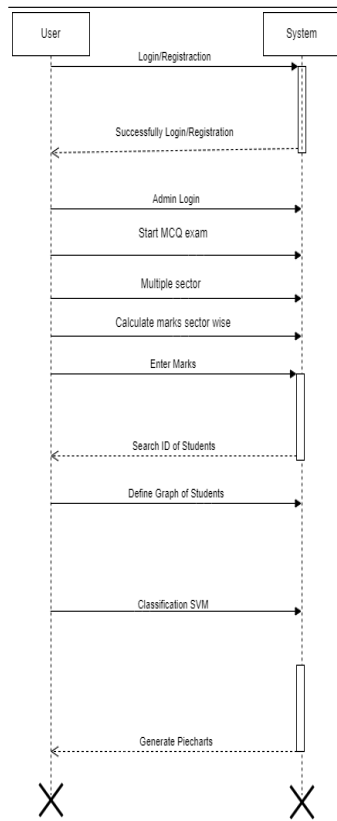 User
System
Login/Registraction
Successfully Login/Registration
Admin Login
Start MCQ exam
Multiple sector
Calculate marks sector wise
Enter Marks
Search ID of Students
Define Graph of Students
Classification SVM
Generate Piecharts